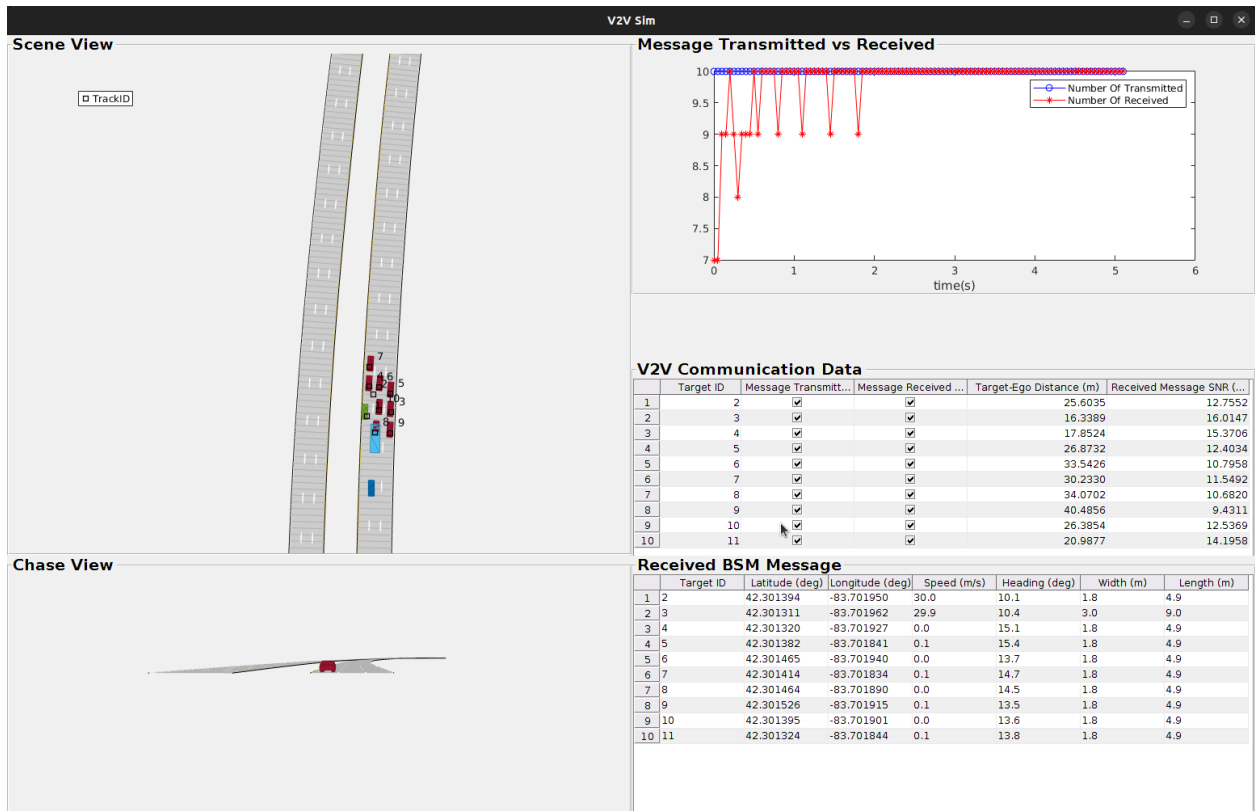 V2V Sim
Scene View
TrackID
7
4 6 5
2
10 3
8 9
Message Transmitted vs Received
10
9.5
9
8.5
8
7.5
7
0 1 2 3 4 5 6
time(s)
Number Of Transmitted
Number Of Received
V2V Communication Data
Target ID Message Transmitt... Message Received ... Target-Ego Distance (m) Received Message SNR (...
1 2 25.6035 12.7552
2 3 16.3389 16.0147
3 4 17.8524 15.3706
4 5 26.8732 12.4034
5 6 33.5426 10.7958
6 7 30.2330 11.5492
7 8 34.0702 10.6820
8 9 40.4856 9.4311
9 10 26.3854 12.5369
10 11 20.9877 14.1958
Chase View
Received BSM Message
Target ID Latitude (deg) Longitude (deg) Speed (m/s) Heading (deg) Width (m) Length (m)
1 2 42.301394 -83.701950 30.0 10.1 1.8 4.9
2 3 42.301311 -83.701962 29.9 10.4 3.0 9.0
3 4 42.301320 -83.701927 0.0 15.1 1.8 4.9
4 5 42.301382 -83.701841 0.1 15.4 1.8 4.9
5 6 42.301465 -83.701940 0.0 13.7 1.8 4.9
6 7 42.301414 -83.701834 0.1 14.7 1.8 4.9
7 8 42.301464 -83.701890 0.0 14.5 1.8 4.9
8 9 42.301526 -83.701915 0.1 13.5 1.8 4.9
9 10 42.301395 -83.701901 0.0 13.6 1.8 4.9
10 11 42.301324 -83.701844 0.1 13.8 1.8 4.9